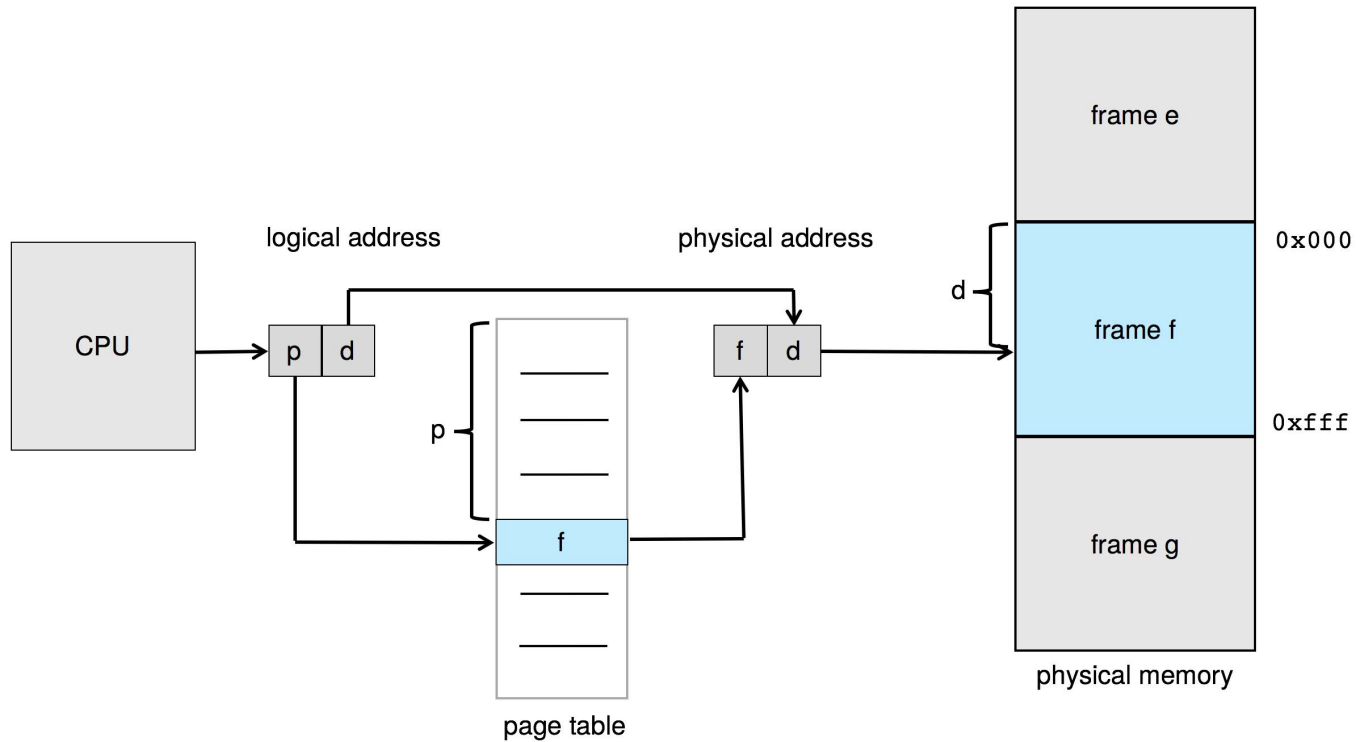 frame e
logical address
physical address
0x000
d
frame f
CPU
p d
f d
p
0xfff
f
frame g
physical memory
page table